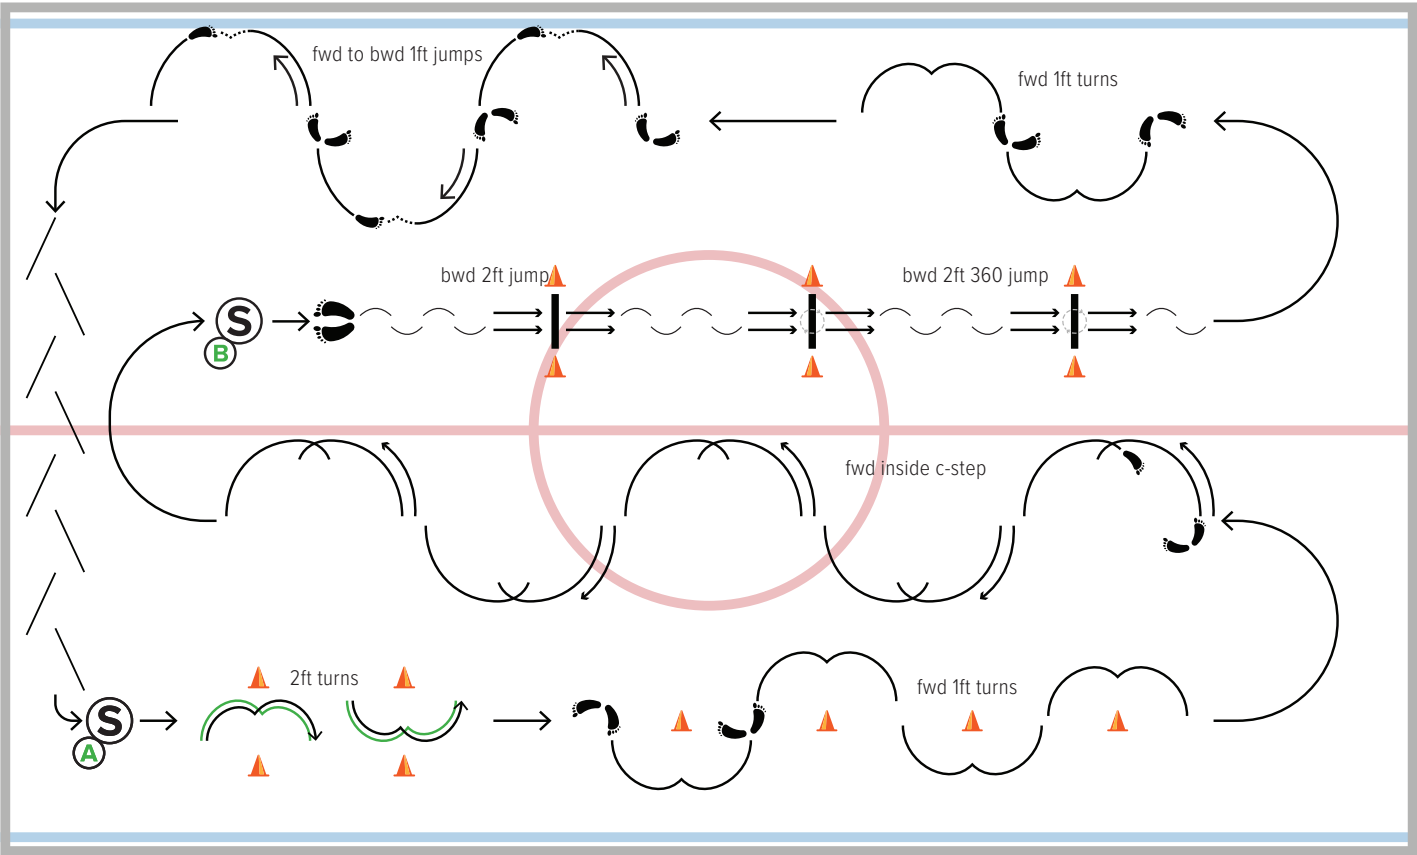 fwd to bwd 1ft jumps
fwd 1ft turns
bwd 2ft jump
bwd 2ft 360 jump
S
B
fwd inside c-step
2ft turns
fwd 1ft turns
S
A